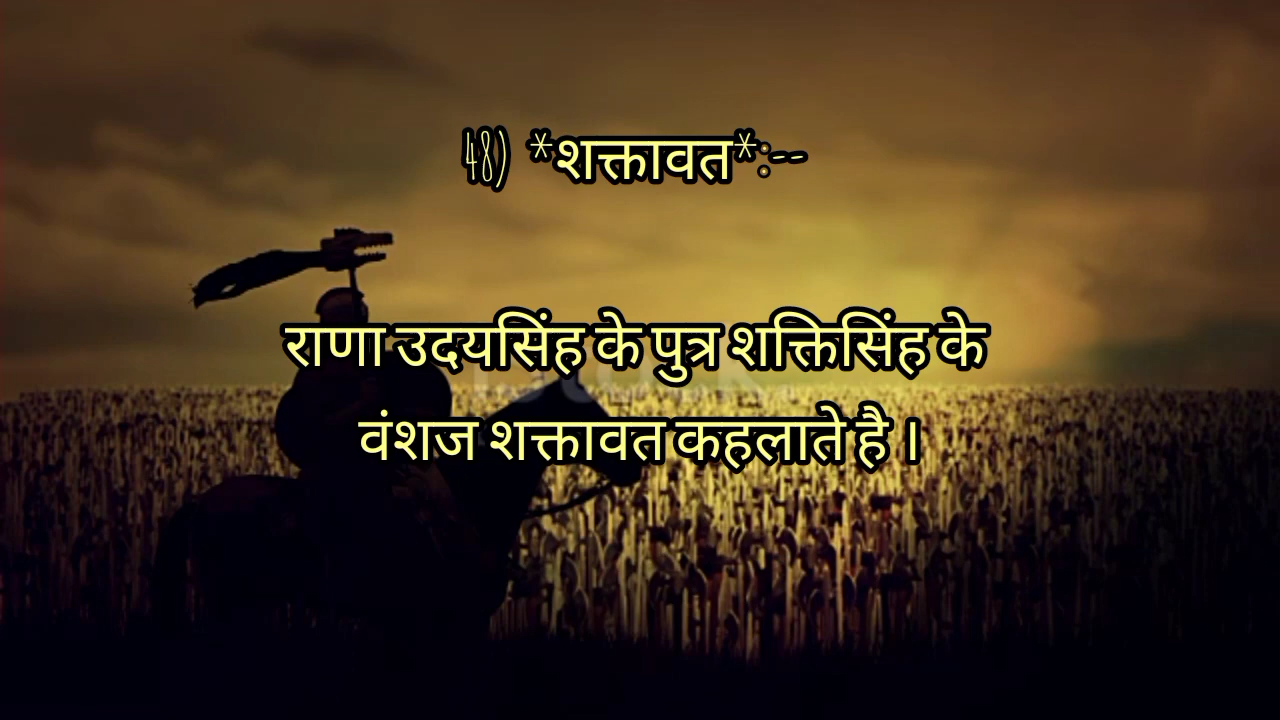 48) *शक्तावत*:--
राणा उदयसिंह के पुत्र शक्तिसिंह के
वंशज शक्तावत कहलाते है ।